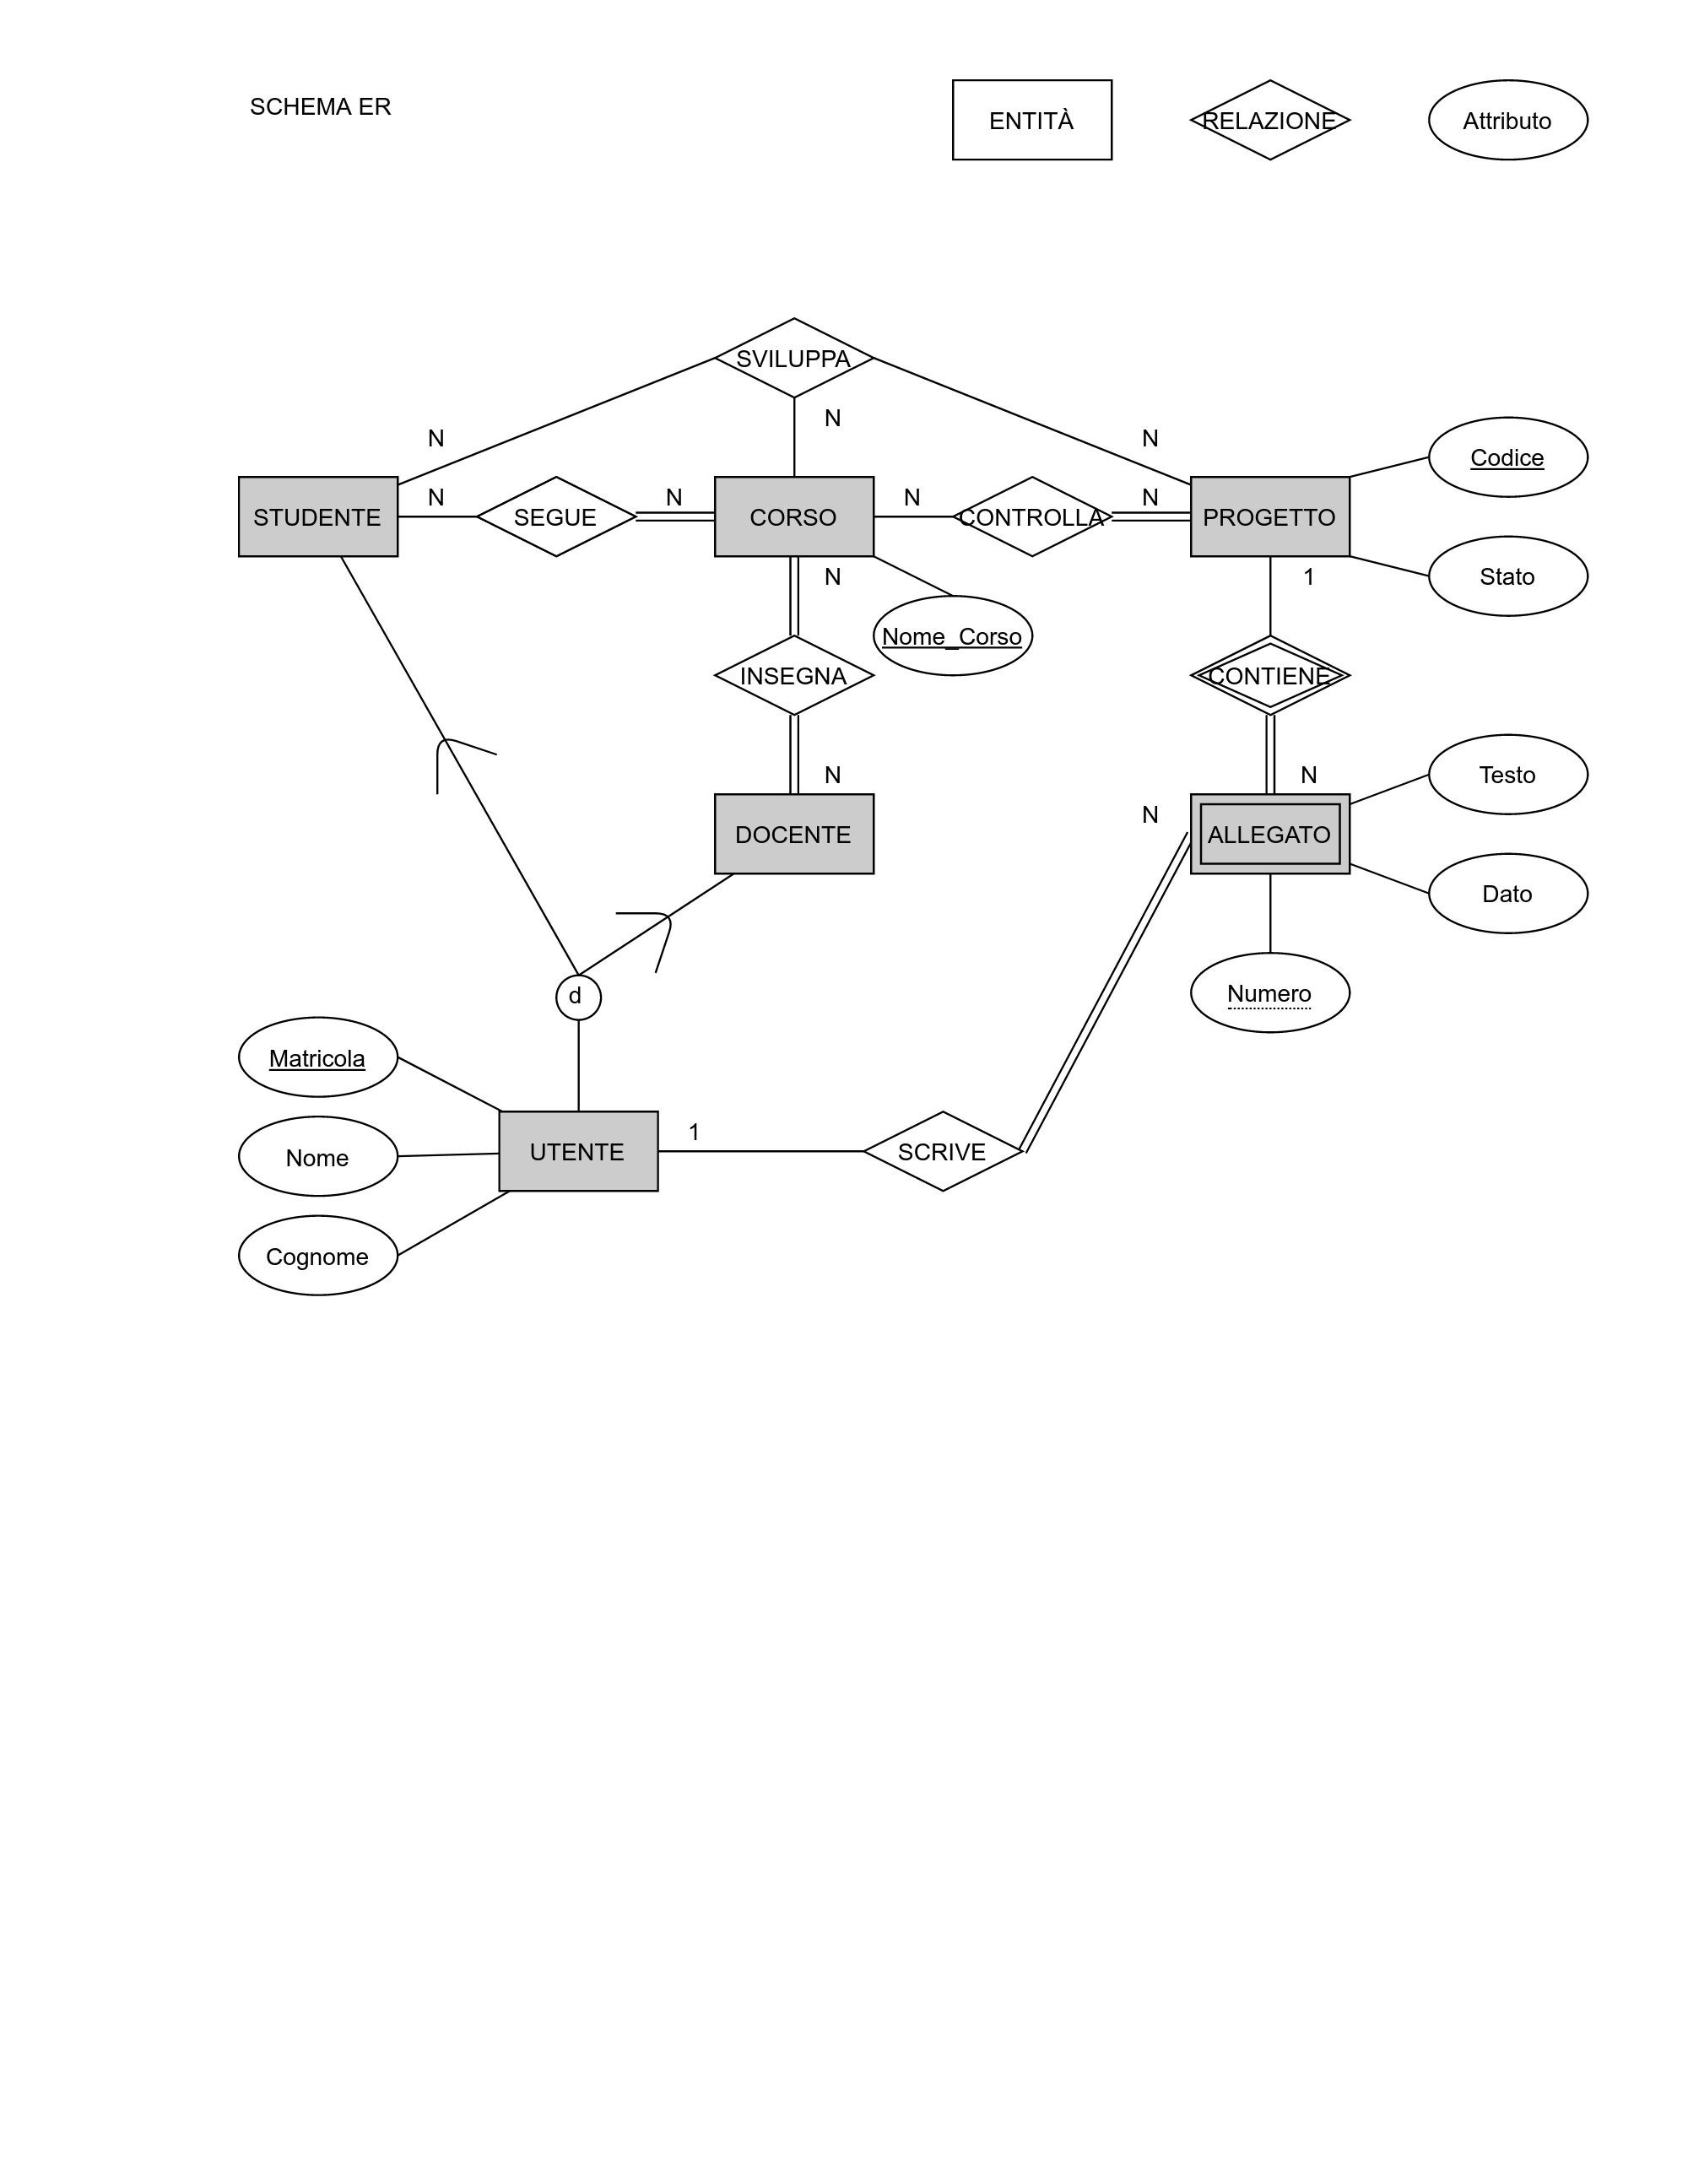 SCHEMA ER
ENTITÀ
RELAZIONE
Attributo
SVILUPPA
N
N
N
Codice
STUDENTE
N
SEGUE
N
CORSO
N
CONTROLLA
N
PROGETTO
N
1
Stato
Nome_Corso
INSEGNA
CONTIENE
N
N
Testo
DOCENTE
N
ALLEGATO
Dato
d
Numero
Matricola
1
UTENTE
SCRIVE
Nome
Cognome